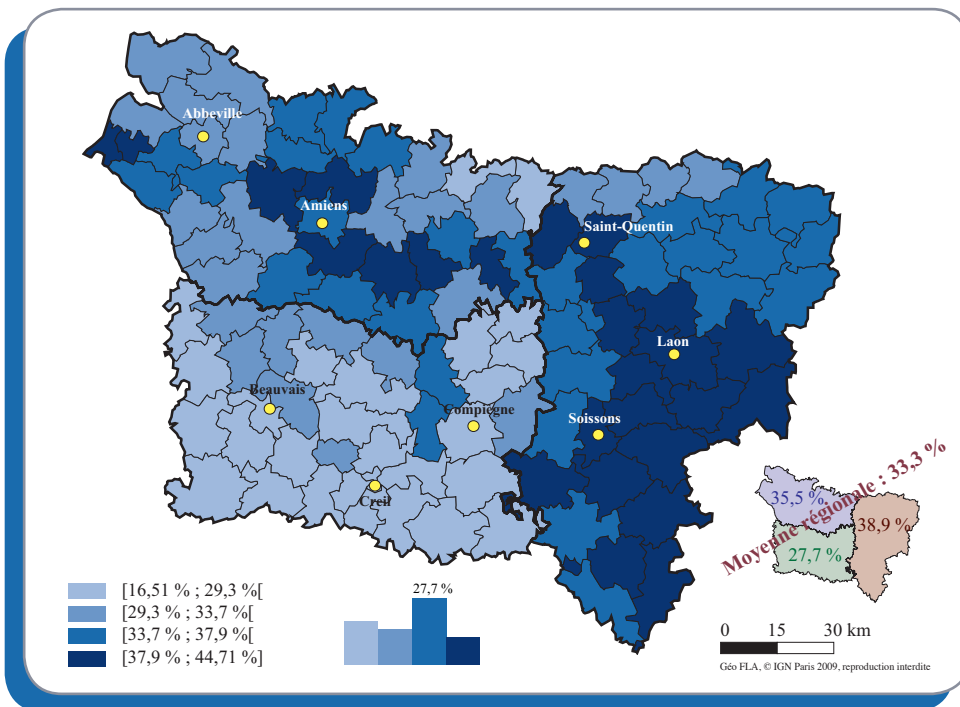 Abbeville
Amiens
Saint-Quentin
Laon
Beauvais
Compiègne
Soissons
Creil
Moyenne régionale : 33,3 %
35,5 %
38,9 %
27,7 %
[16,51 % ; 29,3 %[
[29,3 % ; 33,7 %[
[33,7 % ; 37,9 %[
[37,9 % ; 44,71 %]
27,7 %
0 15 30 km
Géo FLA, © IGN Paris 2009, reproduction interdite